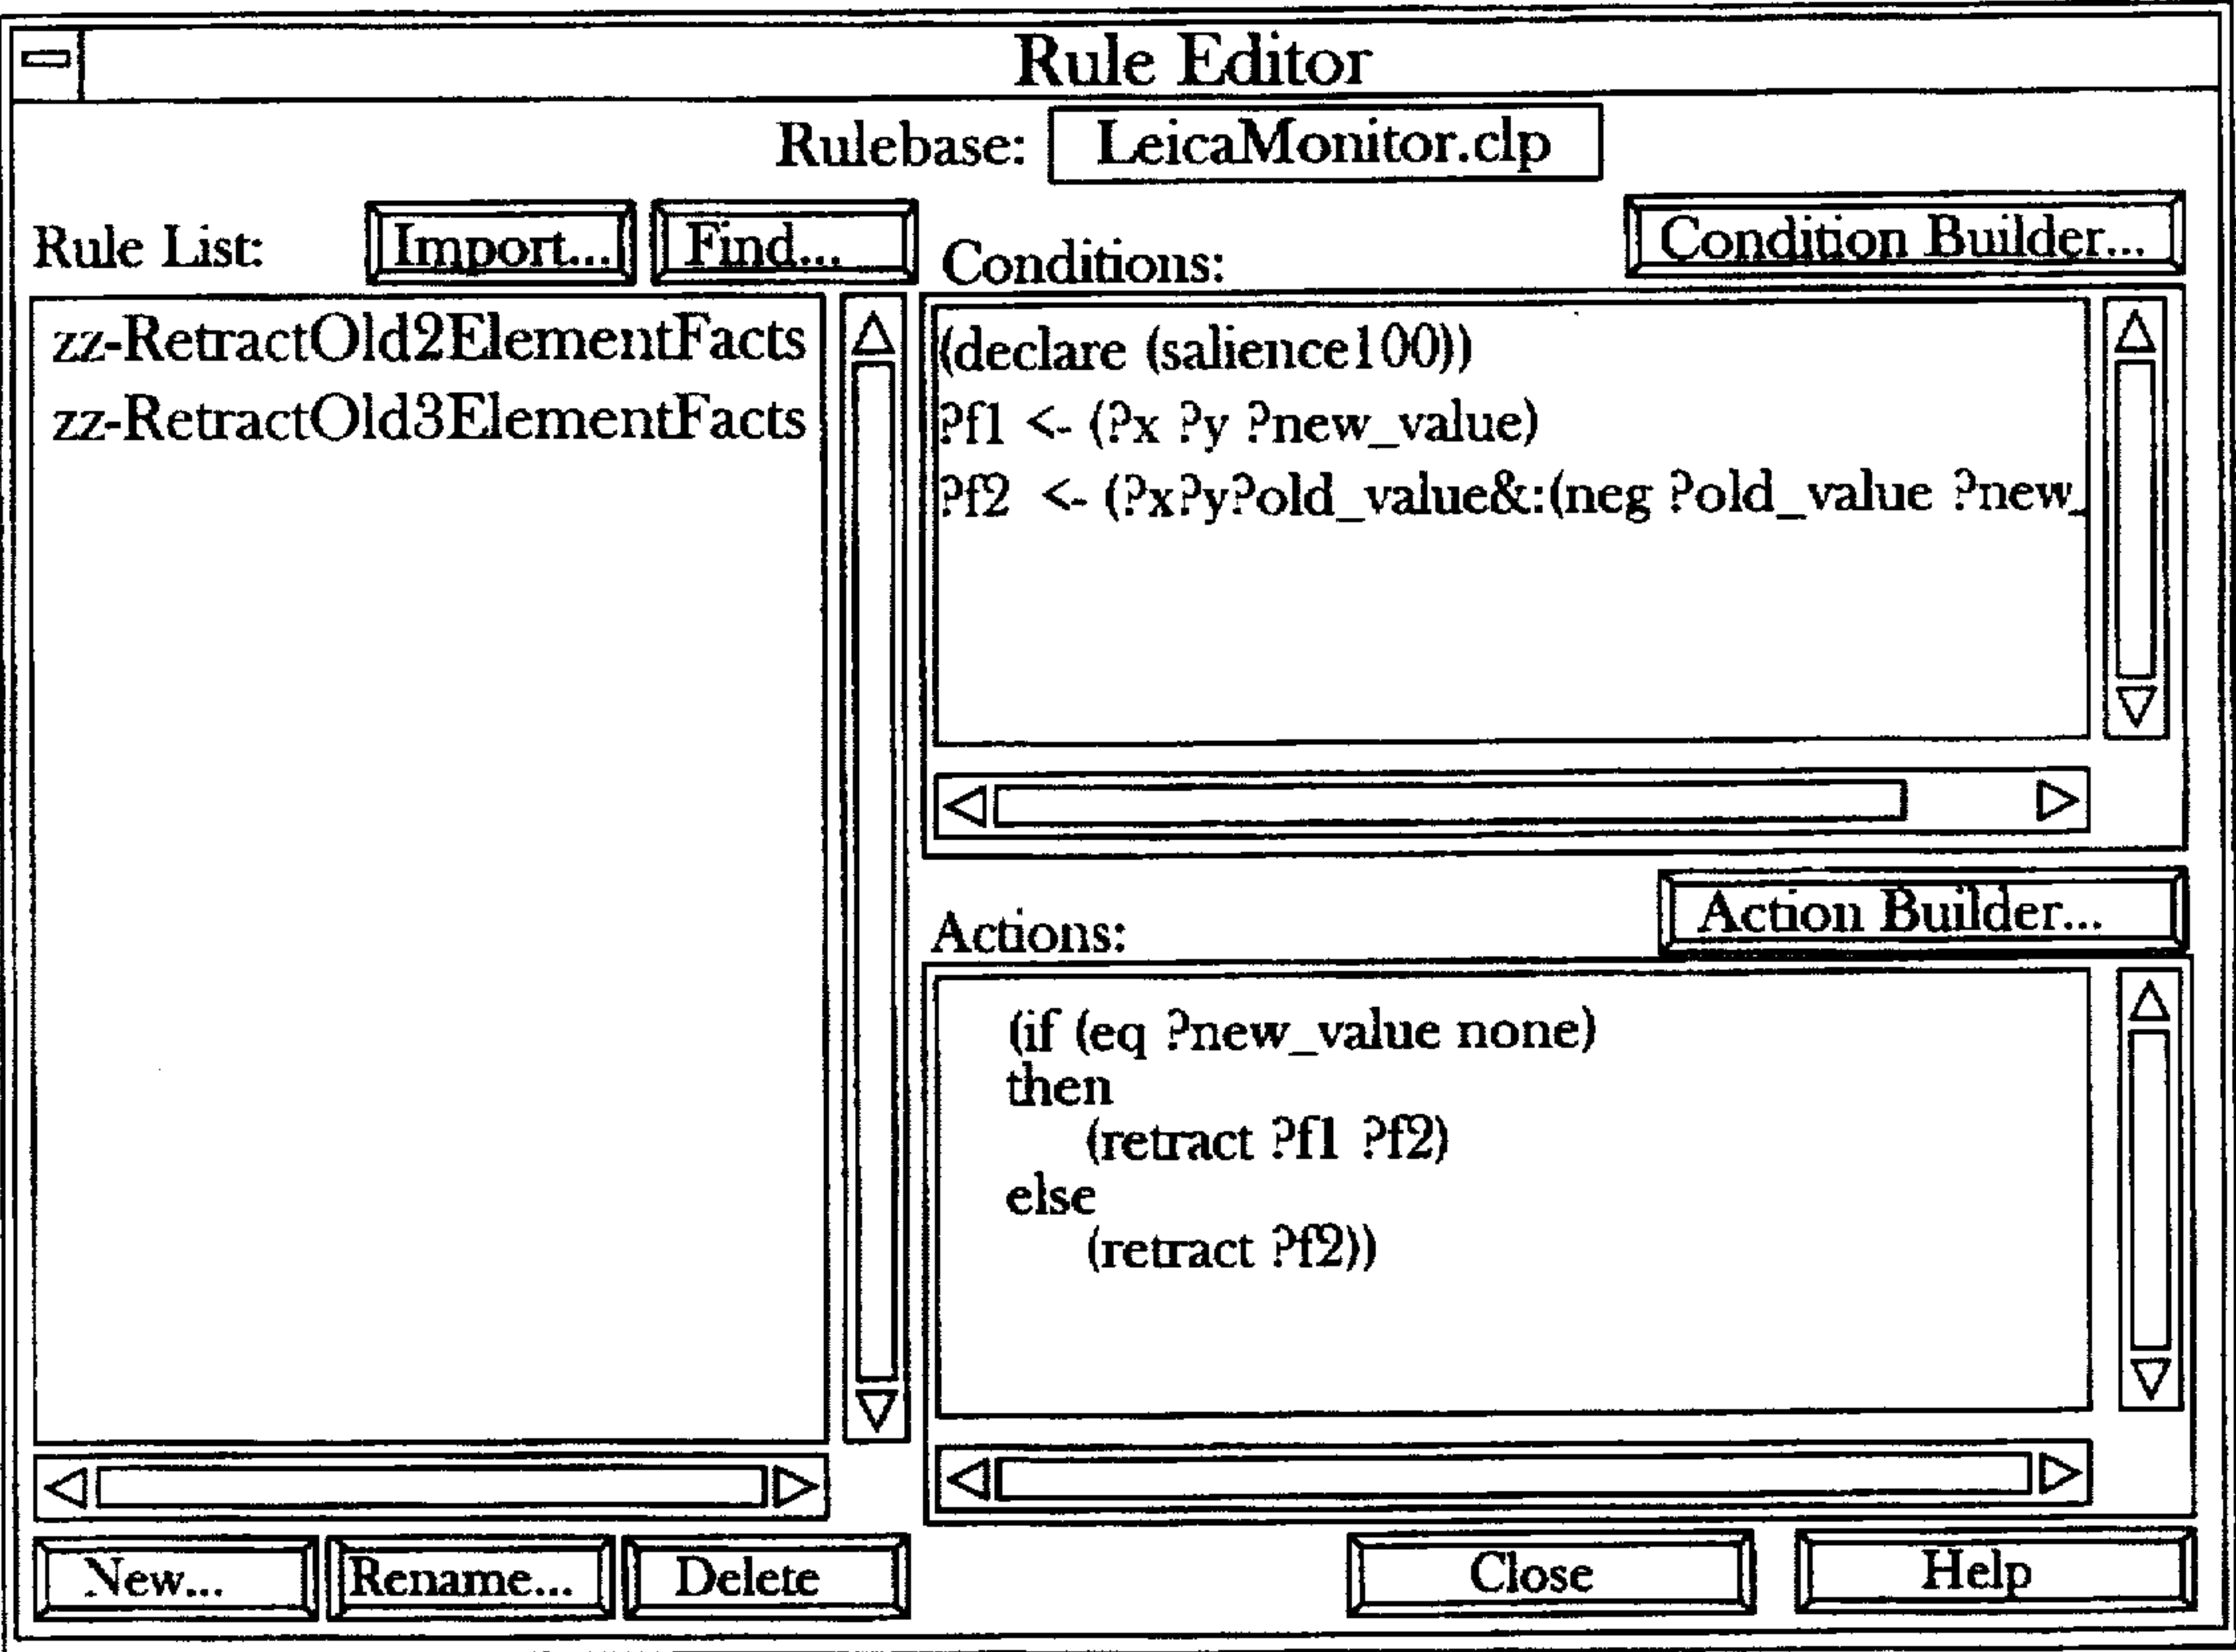 Rule Editor
Rulebase: LeicaMonitor.clp
Rule List: Import... Find...
zz-RetractOld2ElementFacts
zz-RetractOld3ElementFacts
Conditions: Condition Builder...
(declare (salience100))
?f1 <- (?x ?y ?new_value)
?f2 <- (?x?y?old_value&:(neg ?old_value ?new_
Actions: Action Builder...
(if (eq ?new_value none)
then
(retract ?f1 ?f2)
else
(retract ?f2))
New... Rename... Delete Close Help